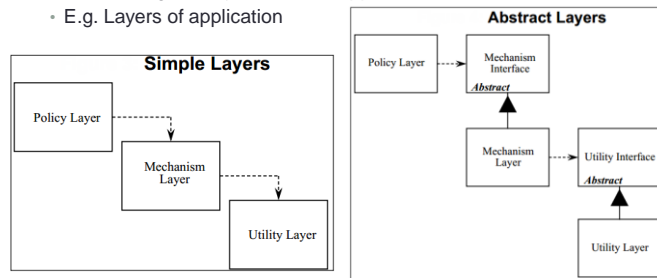 • E.g. Layers of application
Simple Layers
Policy Layer
Mechanism
Layer
Utility Layer
Abstract Layers
Policy Layer
Mechanism
Interface
Abstract
Mechanism
Layer
Utility Interface
Abstract
Utility Layer